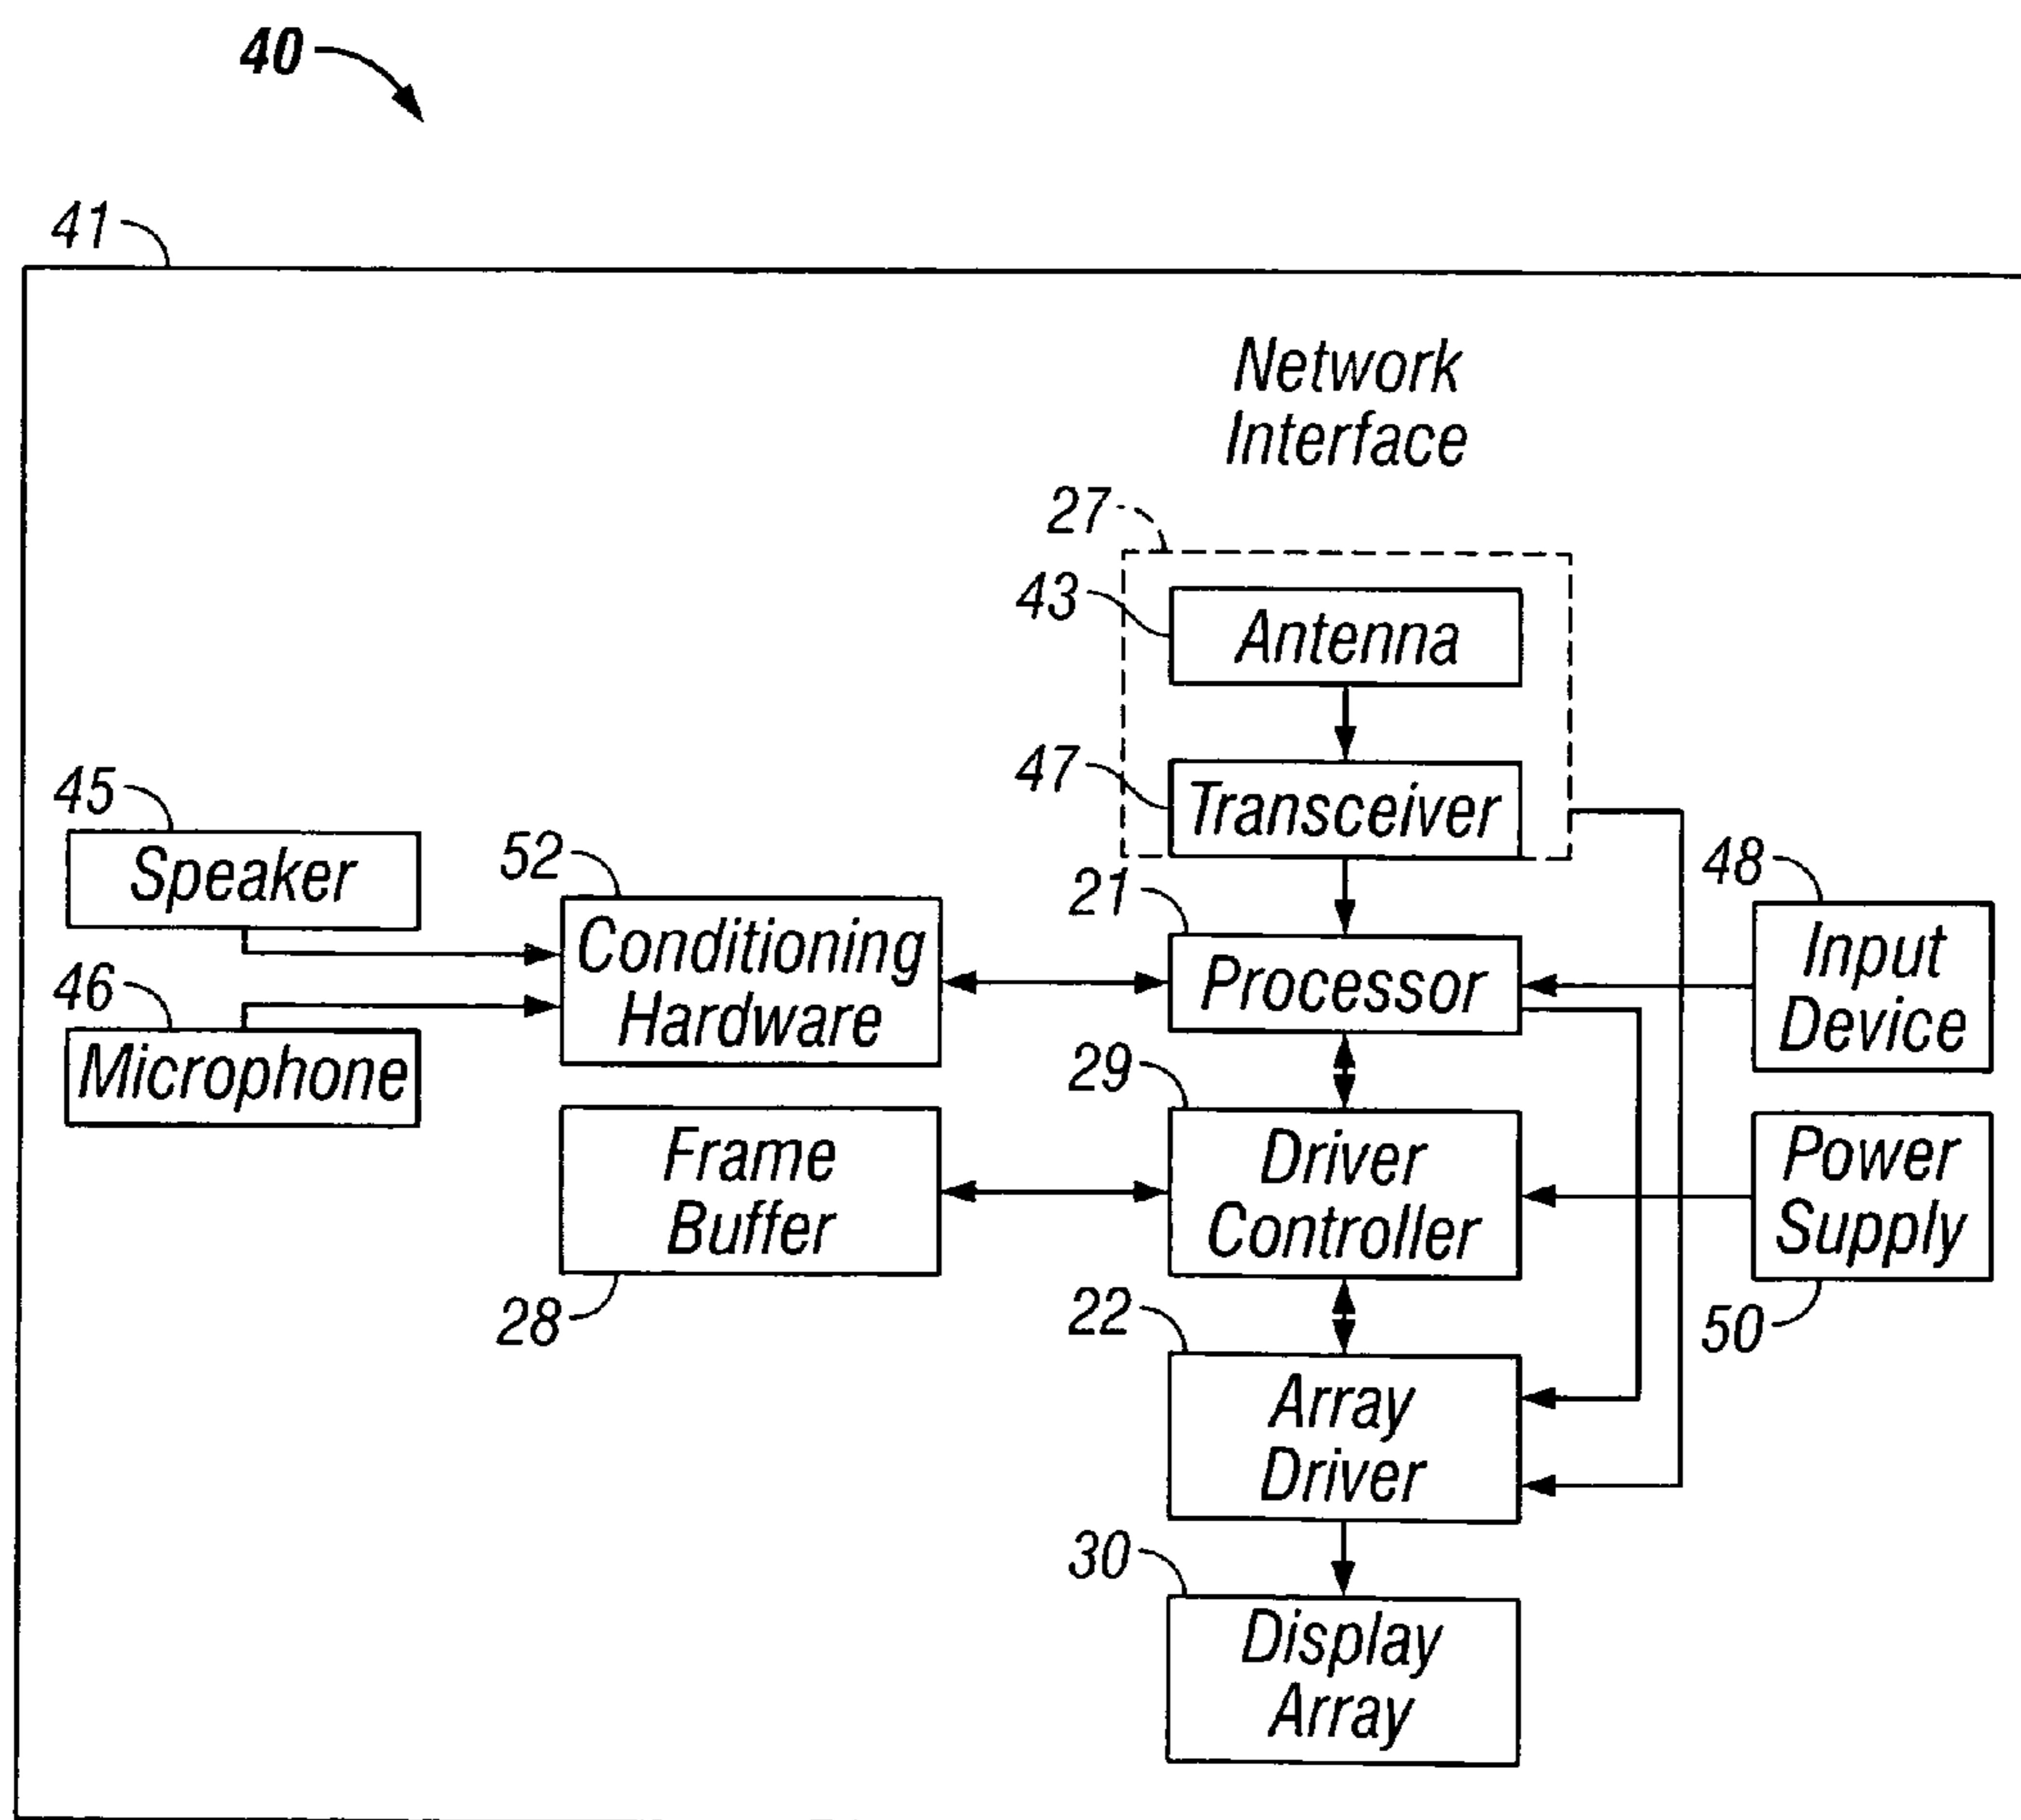 40
41
Network
Interface
27
43
Antenna
47
Transceiver
45
Speaker
52
Conditioning
Hardware
21
Processor
48
Input
Device
46
Microphone
29
Driver
Controller
Frame
Buffer
28
Power
Supply
50
22
Array
Driver
30
Display
Array